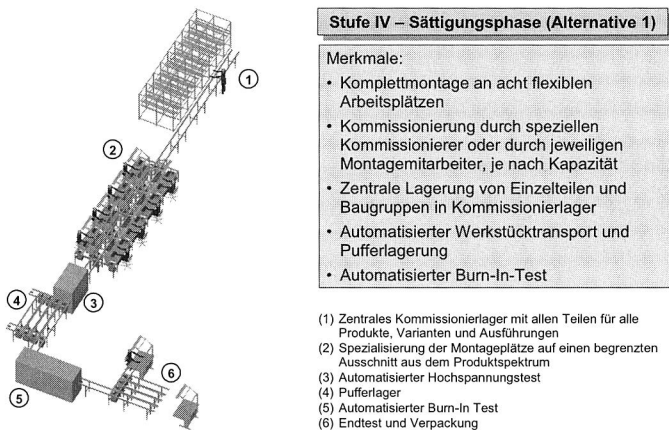 Stufe IV – Sättigungsphase (Alternative 1)
Merkmale:
• Komplettmontage an acht flexiblen
Arbeitsplätzen
• Kommissionierung durch speziellen
Kommissionierer oder durch jeweiligen
Montagemitarbeiter, je nach Kapazität
• Zentrale Lagerung von Einzelteilen und
Baugruppen in Kommissionierlager
• Automatisierter Werkstücktransport und
Pufferlagerung
• Automatisierter Burn-In-Test
(1) Zentrales Kommissionierlager mit allen Teilen für alle
Produkte, Varianten und Ausführungen
(2) Spezialisierung der Montageplätze auf einen begrenzten
Ausschnitt aus dem Produktspektrum
(3) Automatisierter Hochspannungstest
(4) Pufferlager
(5) Automatisierter Burn-In Test
(6) Endtest und Verpackung
1
2
3
4
5
6